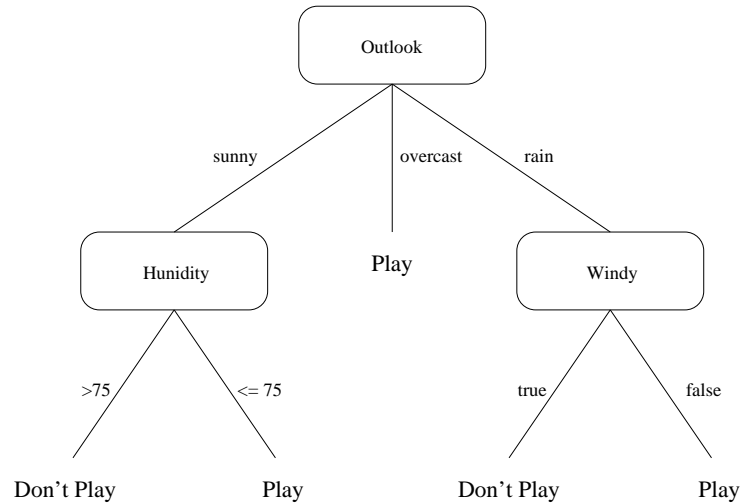 Outlook
sunny
overcast
rain
Hunidity
Play
Windy
>75
<= 75
true
false
Don't Play
Play
Don't Play
Play